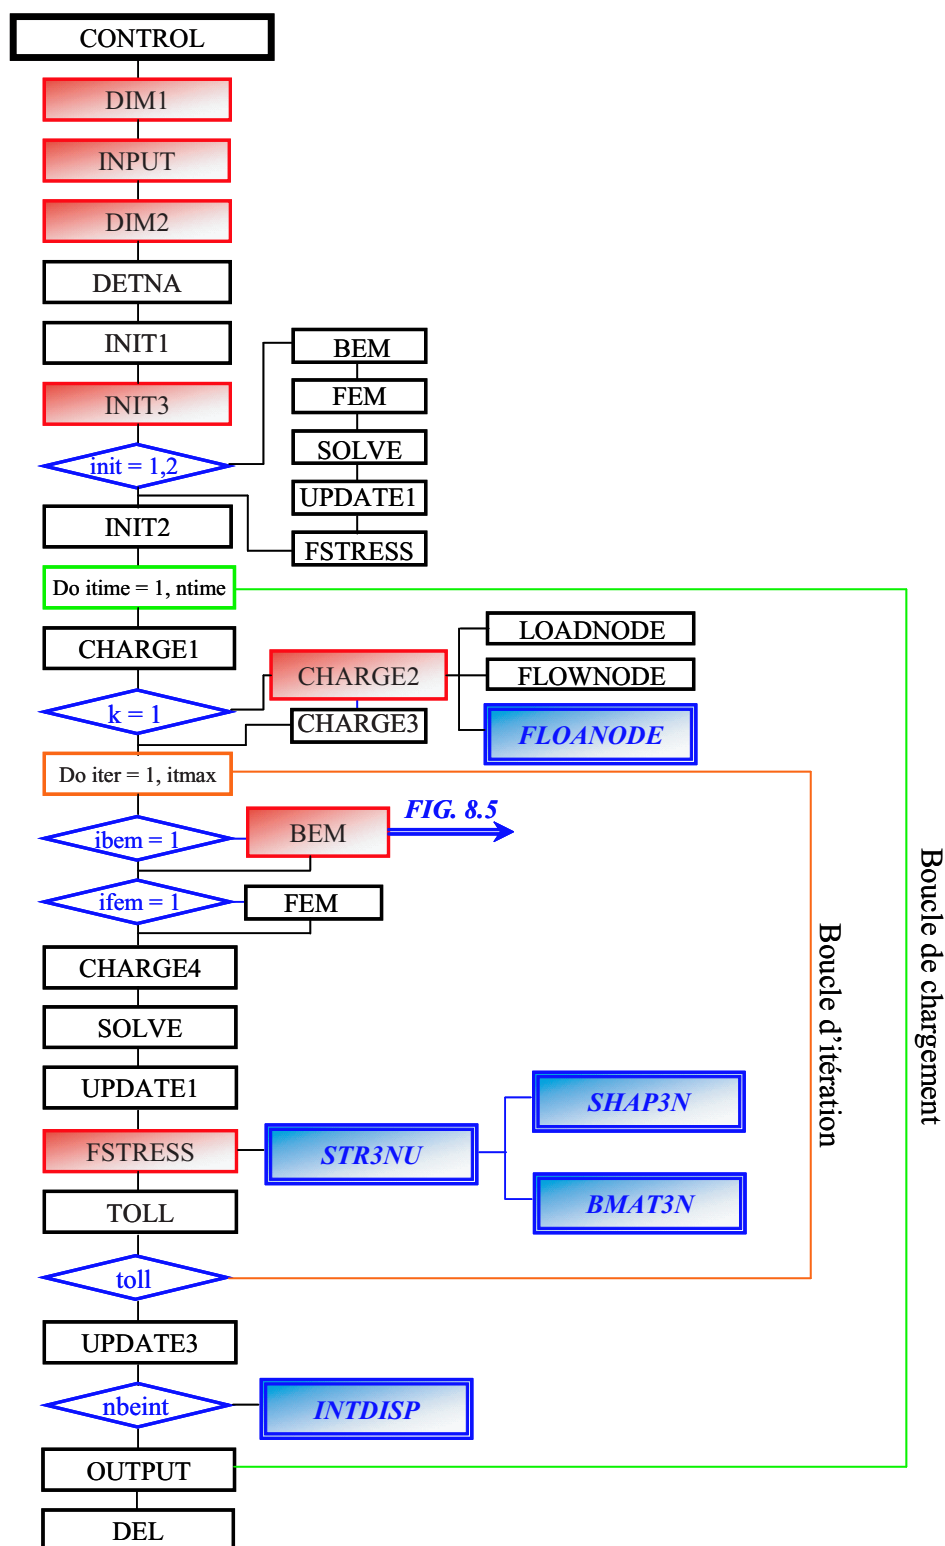 CONTROL
DIM1
INPUT
DIM2
DETNA
INIT1
INIT3
init = 1,2
BEM
FEM
SOLVE
UPDATE1
FSTRESS
INIT2
Do itime = 1, ntime
CHARGE1
k = 1
CHARGE2
CHARGE3
LOADNODE
FLOWNODE
FLOANODE
Do iter = 1, itmax
ibem = 1
BEM
FIG. 8.5
ifem = 1
FEM
CHARGE4
SOLVE
UPDATE1
FSTRESS
STR3NU
SHAP3N
BMAT3N
TOLL
toll
UPDATE3
nbeint
INTDISP
OUTPUT
DEL
Boucle d'itération
Boucle de chargement